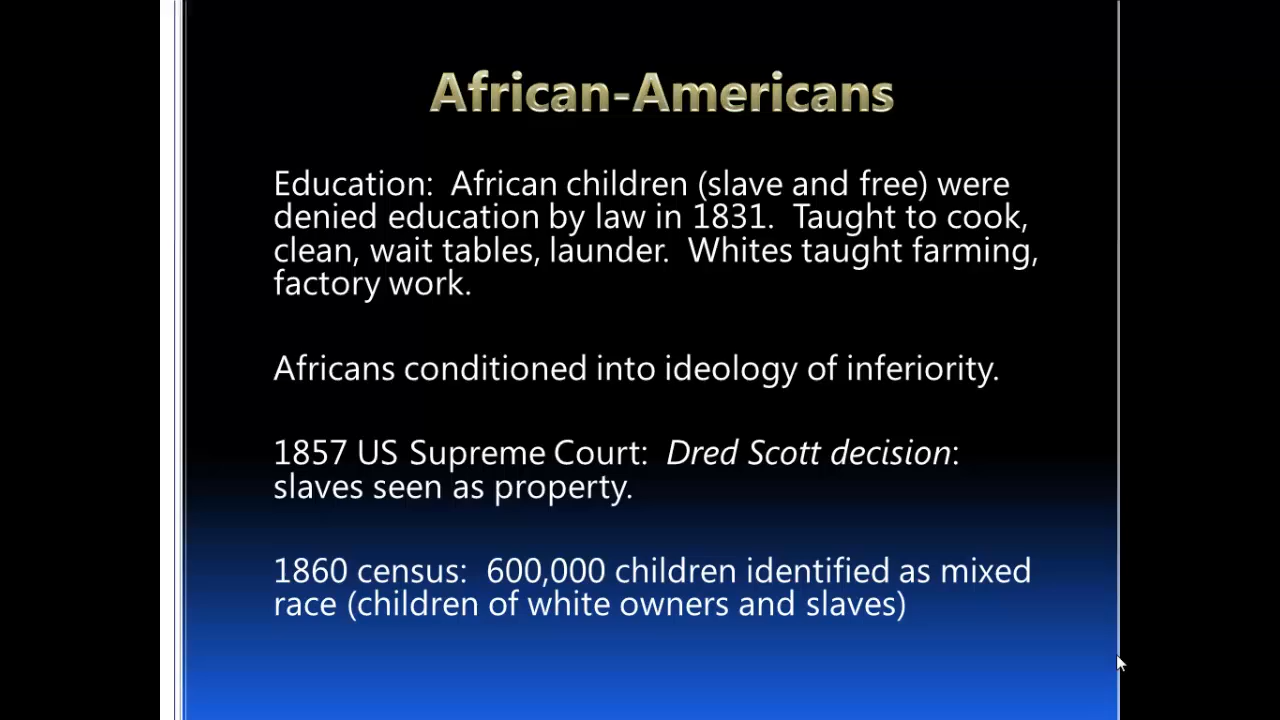 African-Americans
Education:  African children (slave and free) were
denied education by law in 1831.  Taught to cook,
clean, wait tables, launder.  Whites taught farming,
factory work.
Africans conditioned into ideology of inferiority.
1857 US Supreme Court:  Dred Scott decision:
slaves seen as property.
1860 census:  600,000 children identified as mixed
race (children of white owners and slaves)